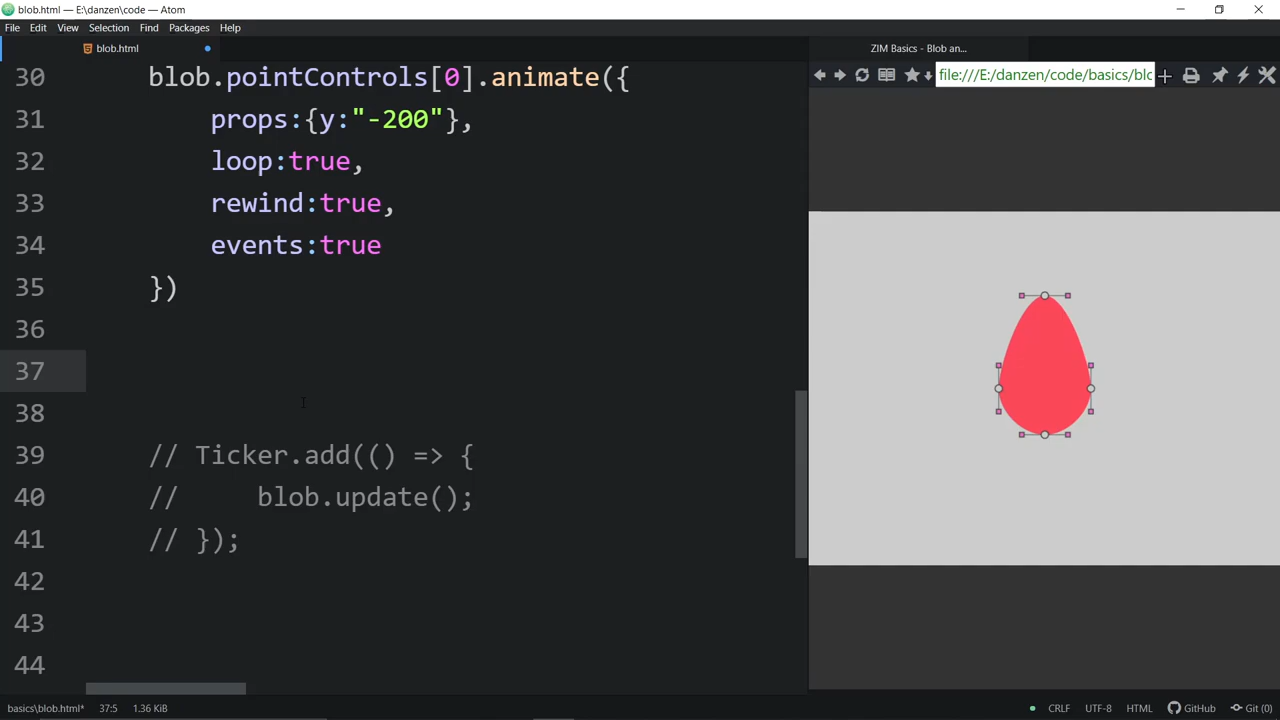 blob.html — E:\danzen\code — Atom
File Edit View Selection Find Packages Help
blob.html
ZIM Basics - Blob an...
file:///E:/danzen/code/basics/blc
30 blob.pointControls[0].animate({
31 props:{y:"-200"},
32 loop:true,
33 rewind:true,
34 events:true
35 })
36
37
38
39 // Ticker.add(() => {
40 // blob.update();
41 // });
42
43
44
basics\blob.html* 37:5 1.36 KiB CRLF UTF-8 HTML GitHub Git (0)